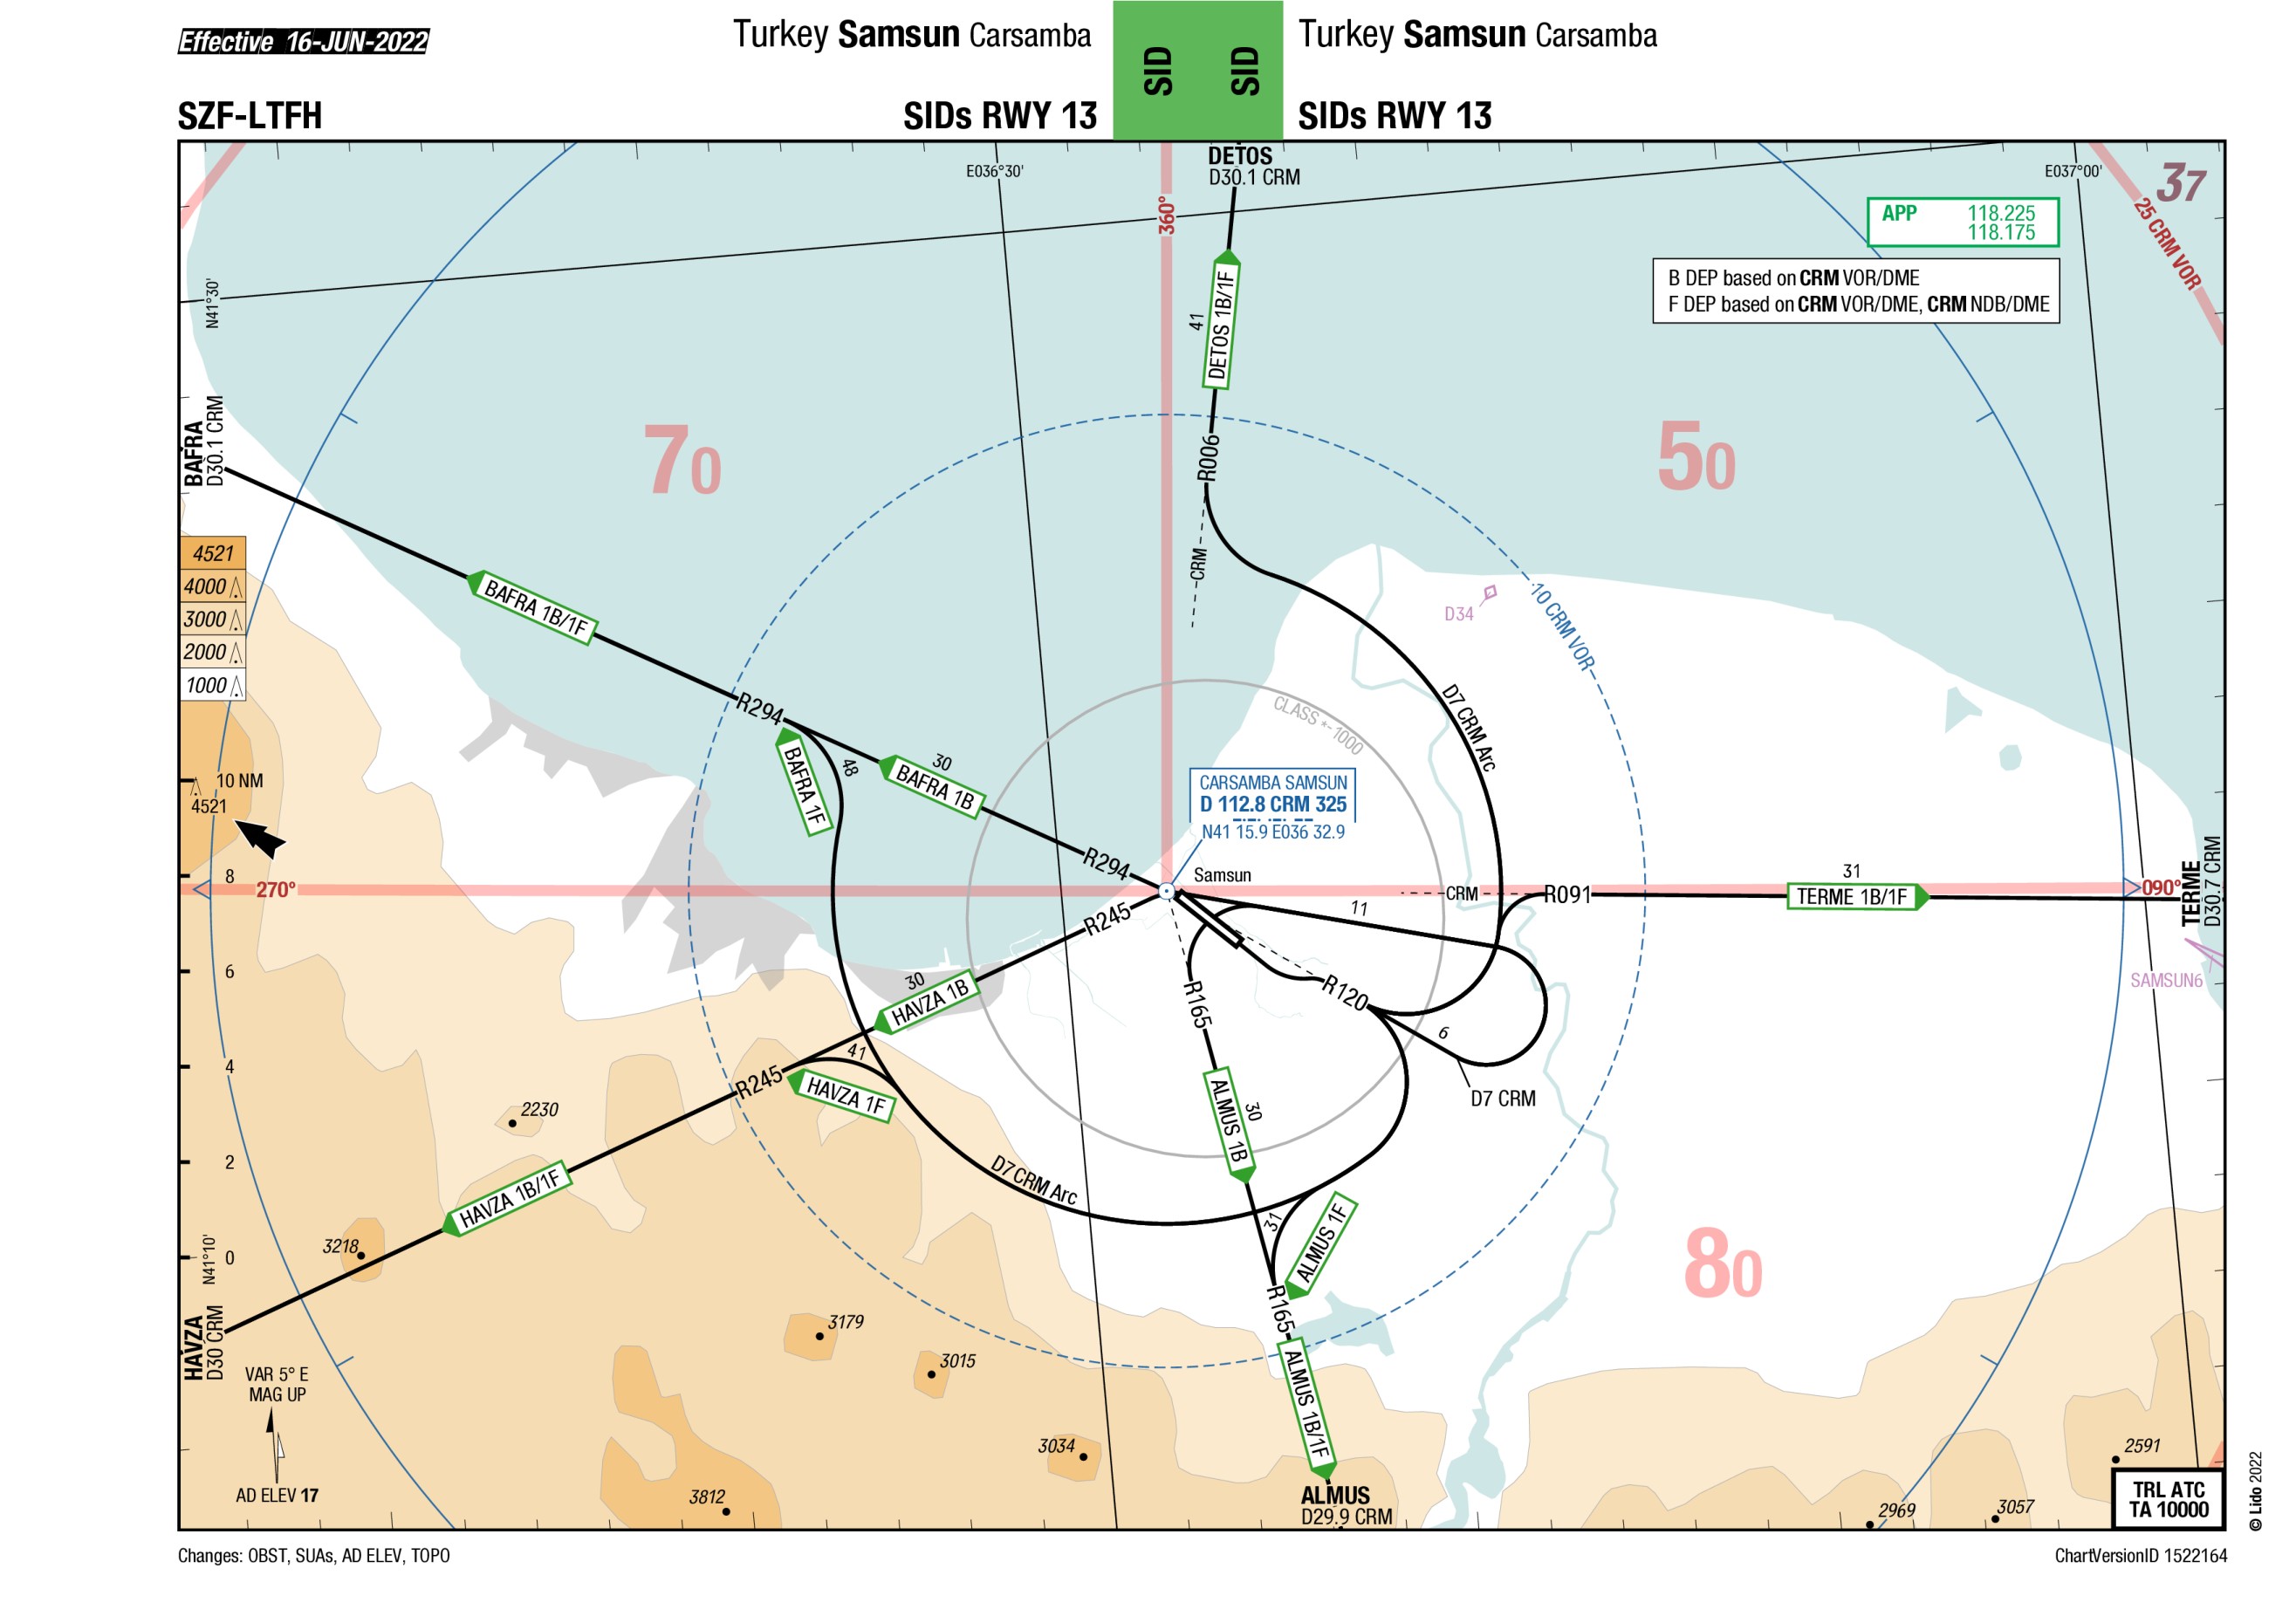 Effective 16-JUN-2022
Turkey Samsun Carsamba
SID
SID
Turkey Samsun Carsamba
SZF-LTFH
SIDs RWY 13
SIDs RWY 13
DETOS
D30.1 CRM
E036°30'
E037°00'
37
360°
25 CRM VOR
APP 118.225
118.175
B DEP based on CRM VOR/DME
F DEP based on CRM VOR/DME, CRM NDB/DME
N41°30'
41
DETOS 1B/1F
BAFRA
D30.1 CRM
70
50
R006
4521
4000
3000
2000
1000
CRM
BAFRA 1B/1F
D34
10 CRM VOR
R294
CLASS *-1000
D7 CRM Arc
48
BAFRA 1F
30
BAFRA 1B
10 NM
4521
CARSAMBA SAMSUN
D 112.8 CRM 325
N41 15.9 E036 32.9
R294
Samsun
8
270°
CRM
R091
31
TERME 1B/1F
090°
TERME
D30.7 CRM
11
R245
6
30
HAVZA 1B
R165
R120
SAMSUN6
6
41
4
R245
HAVZA 1F
D7 CRM
2230
ALMUS 1B
30
2
D7 CRM Arc
HAVZA 1B/1F
31
ALMUS 1F
3218
N41°10'
0
80
R165
HAVZA
D30 CRM
3179
3015
ALMUS 1B/1F
VAR 5° E
MAG UP
3034
2591
AD ELEV 17
3812
ALMUS
D29.9 CRM
2969
3057
TRL ATC
TA 10000
© Lido 2022
Changes: OBST, SUAs, AD ELEV, TOPO
ChartVersionID 1522164